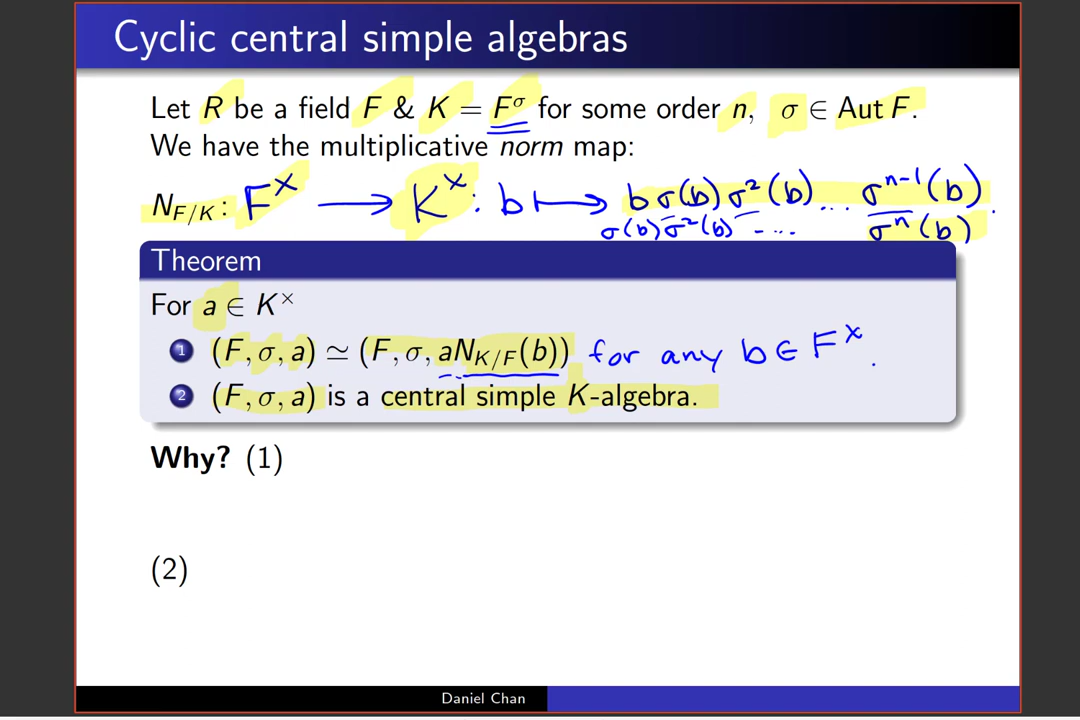 Cyclic central simple algebras
Let R be a field F & K = F^σ for some order n, σ ∈ Aut F.
We have the multiplicative norm map:
N_{F/K} : F^× ⟶ K^× : b ⟼ b σ(b) σ²(b) ... σ^{n-1}(b).
σ(b) σ²(b) - ... σ^n(b)
Theorem
For a ∈ K^×
1 (F, σ, a) ≃ (F, σ, aN_{K/F}(b)) for any b ∈ F^×.
2 (F, σ, a) is a central simple K-algebra.
Why? (1)
(2)
Daniel Chan